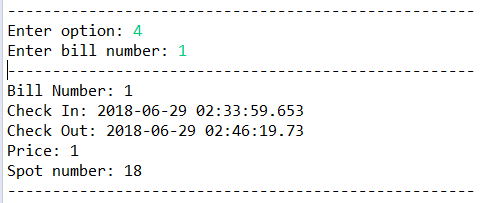 -----------------------------------------------
Enter option: 4
Enter bill number: 1
-----------------------------------------------
Bill Number: 1
Check In: 2018-06-29 02:33:59.653
Check Out: 2018-06-29 02:46:19.73
Price: 1
Spot number: 18
-----------------------------------------------